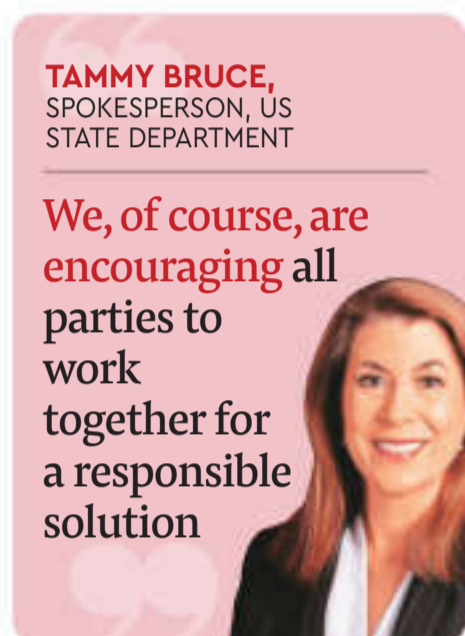 TAMMY BRUCE,
SPOKESPERSON, US
STATE DEPARTMENT
We, of course, are
encouraging all
parties to
work
together for
a responsible
solution